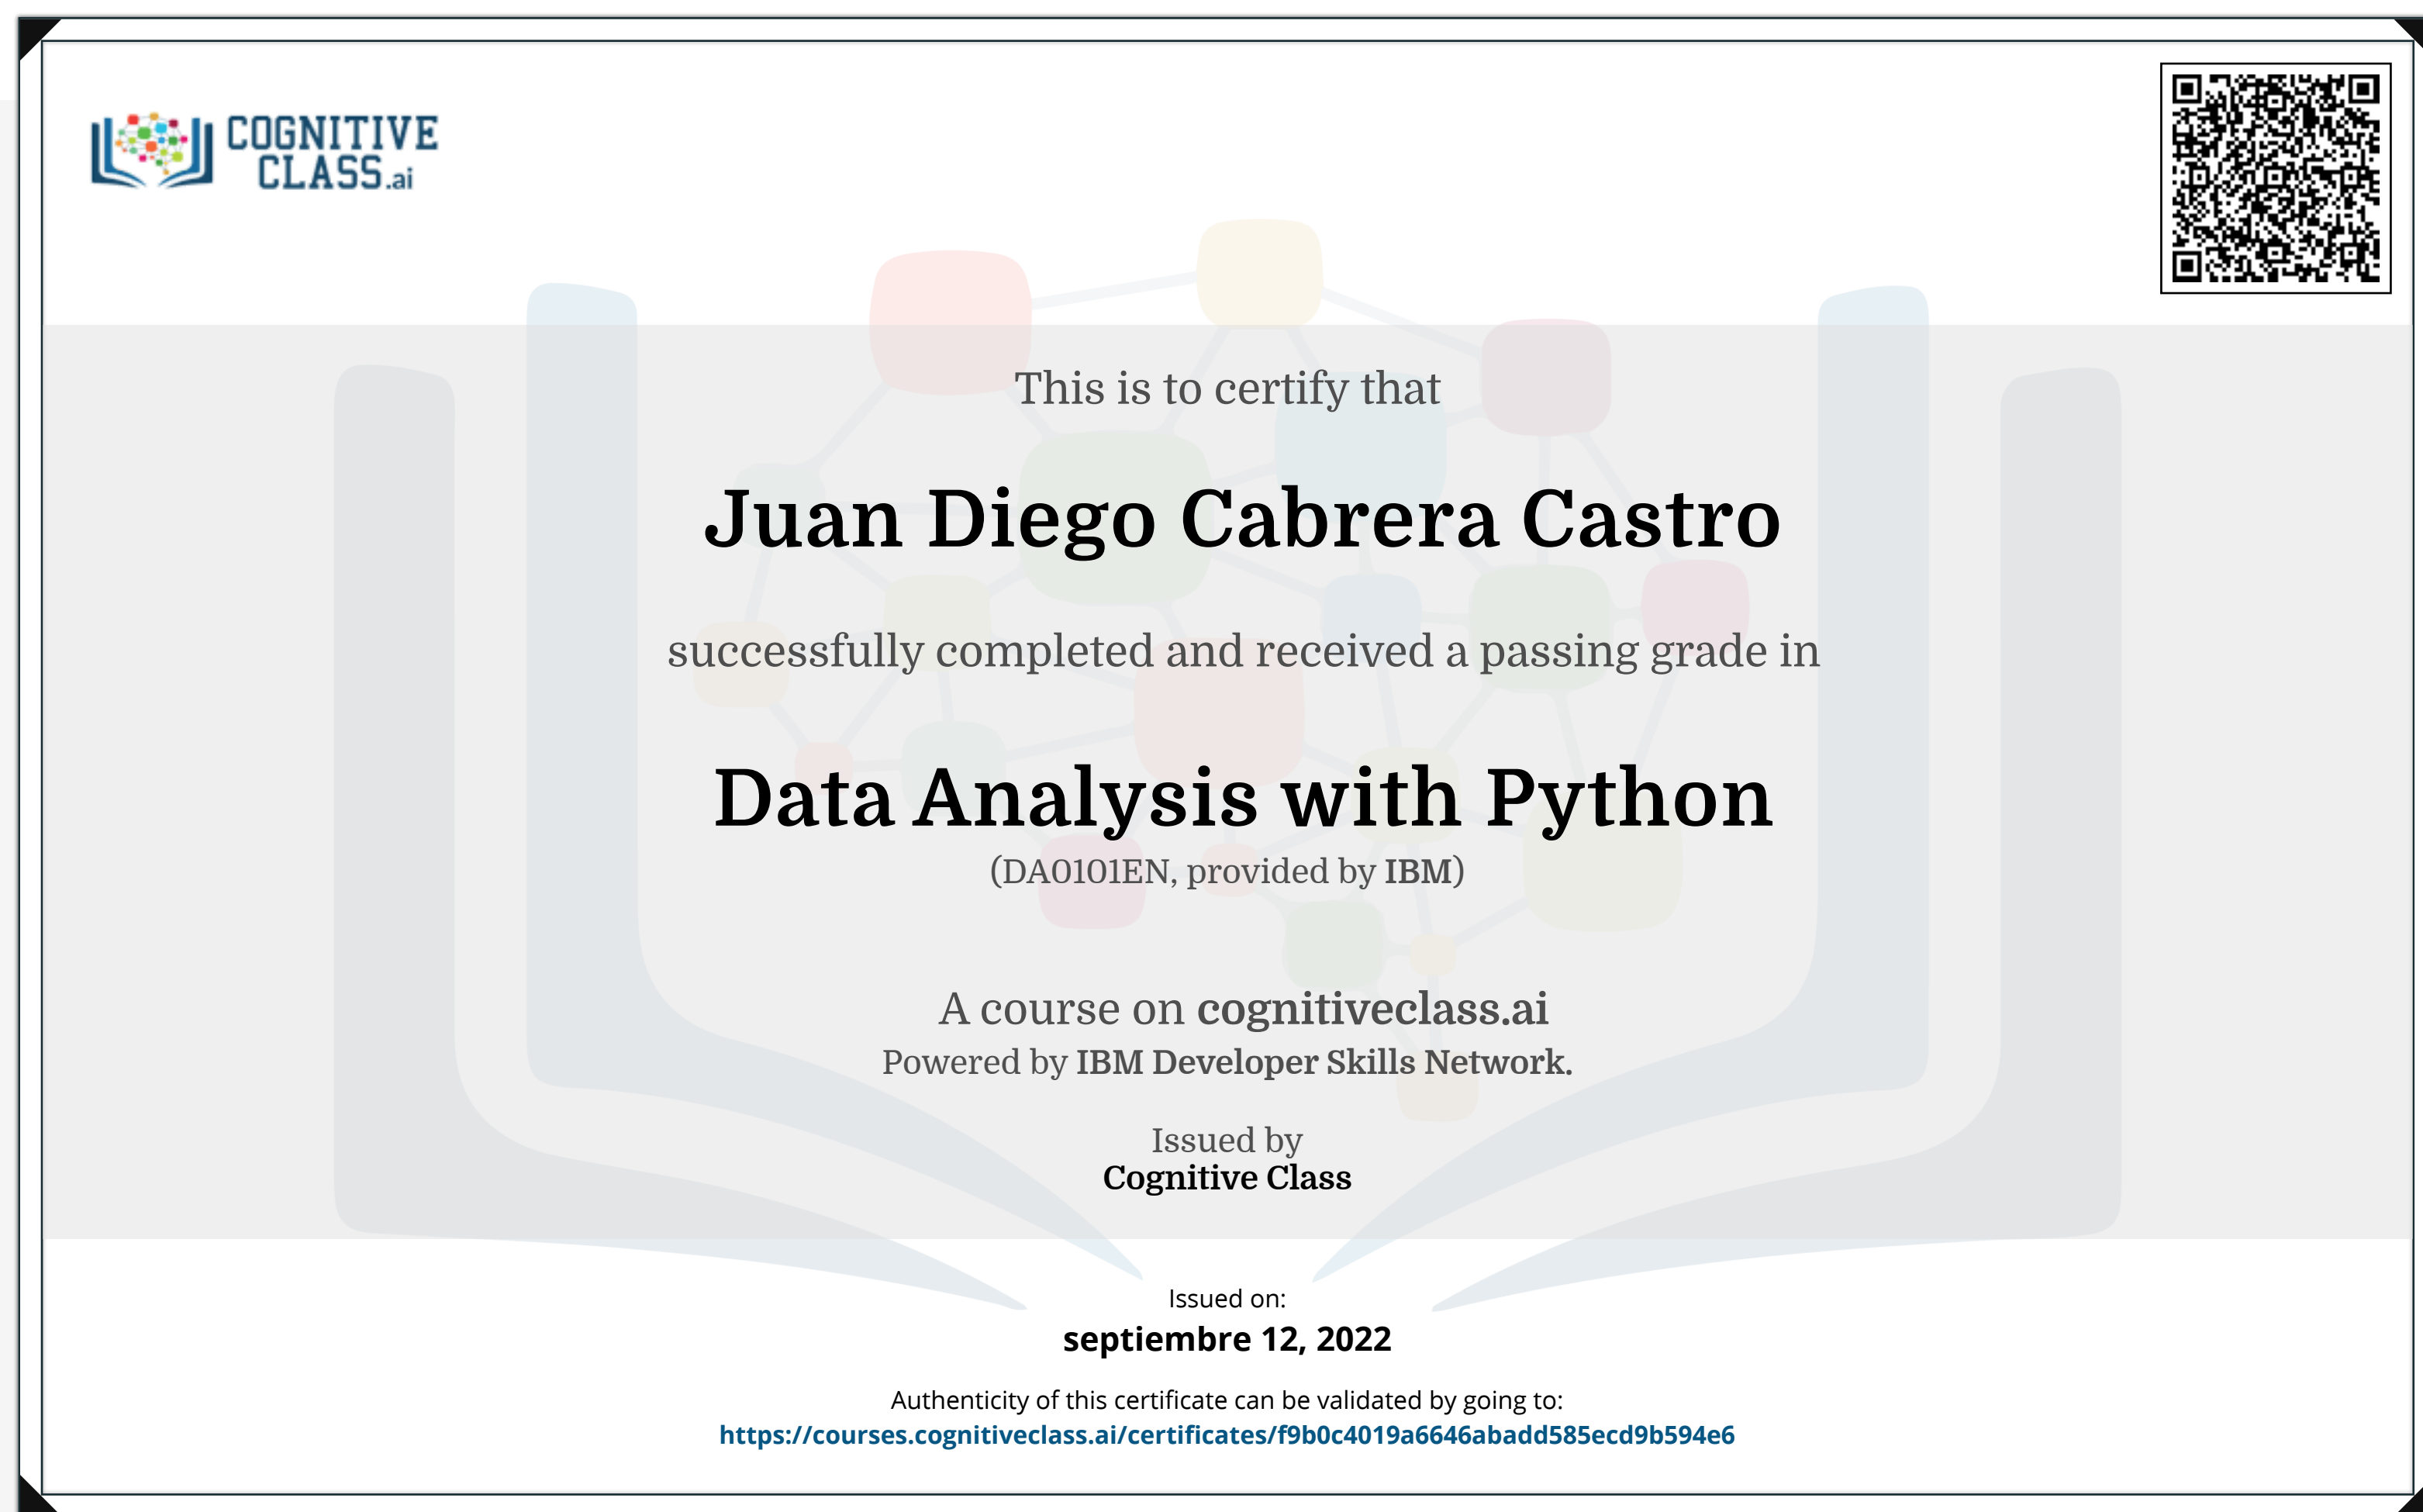 COGNITIVE
CLASS.ai
This is to certify that
Juan Diego Cabrera Castro
successfully completed and received a passing grade in
Data Analysis with Python
(DA0101EN, provided by IBM)
A course on cognitiveclass.ai
Powered by IBM Developer Skills Network.
Issued by
Cognitive Class
Issued on:
septiembre 12, 2022
Authenticity of this certificate can be validated by going to:
https://courses.cognitiveclass.ai/certificates/f9b0c4019a6646abadd585ecd9b594e6